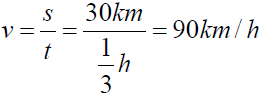 v = s/t = 30km / (1/3 h) = 90km / h